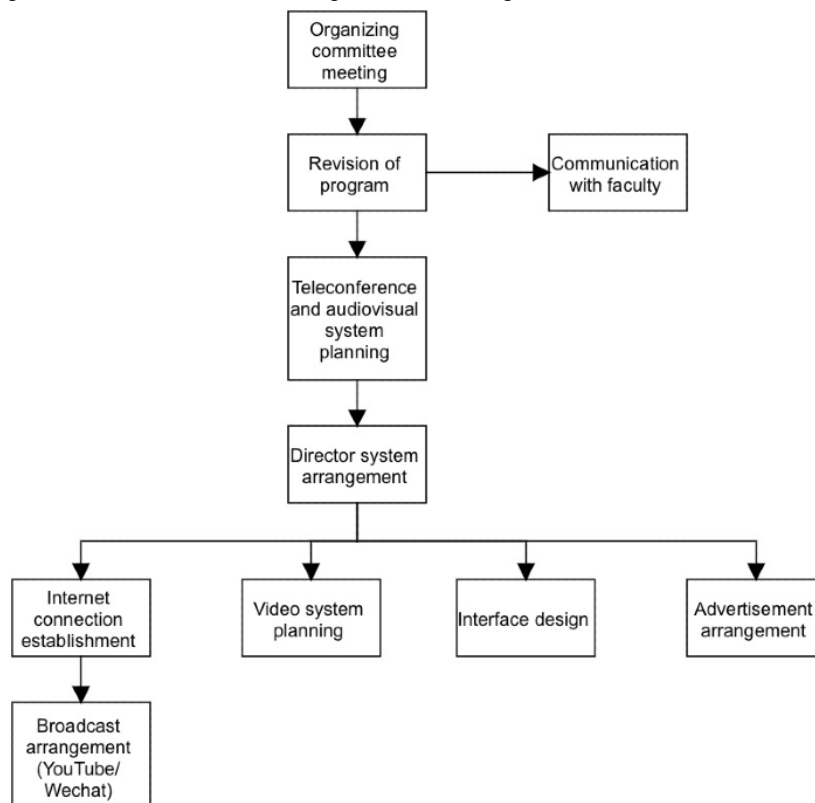 Organizing
committee
meeting
Revision of
program
Communication
with faculty
Teleconference
and audiovisual
system
planning
Director system
arrangement
Internet
connection
establishment
Video system
planning
Interface design
Advertisement
arrangement
Broadcast
arrangement
(YouTube/
Wechat)